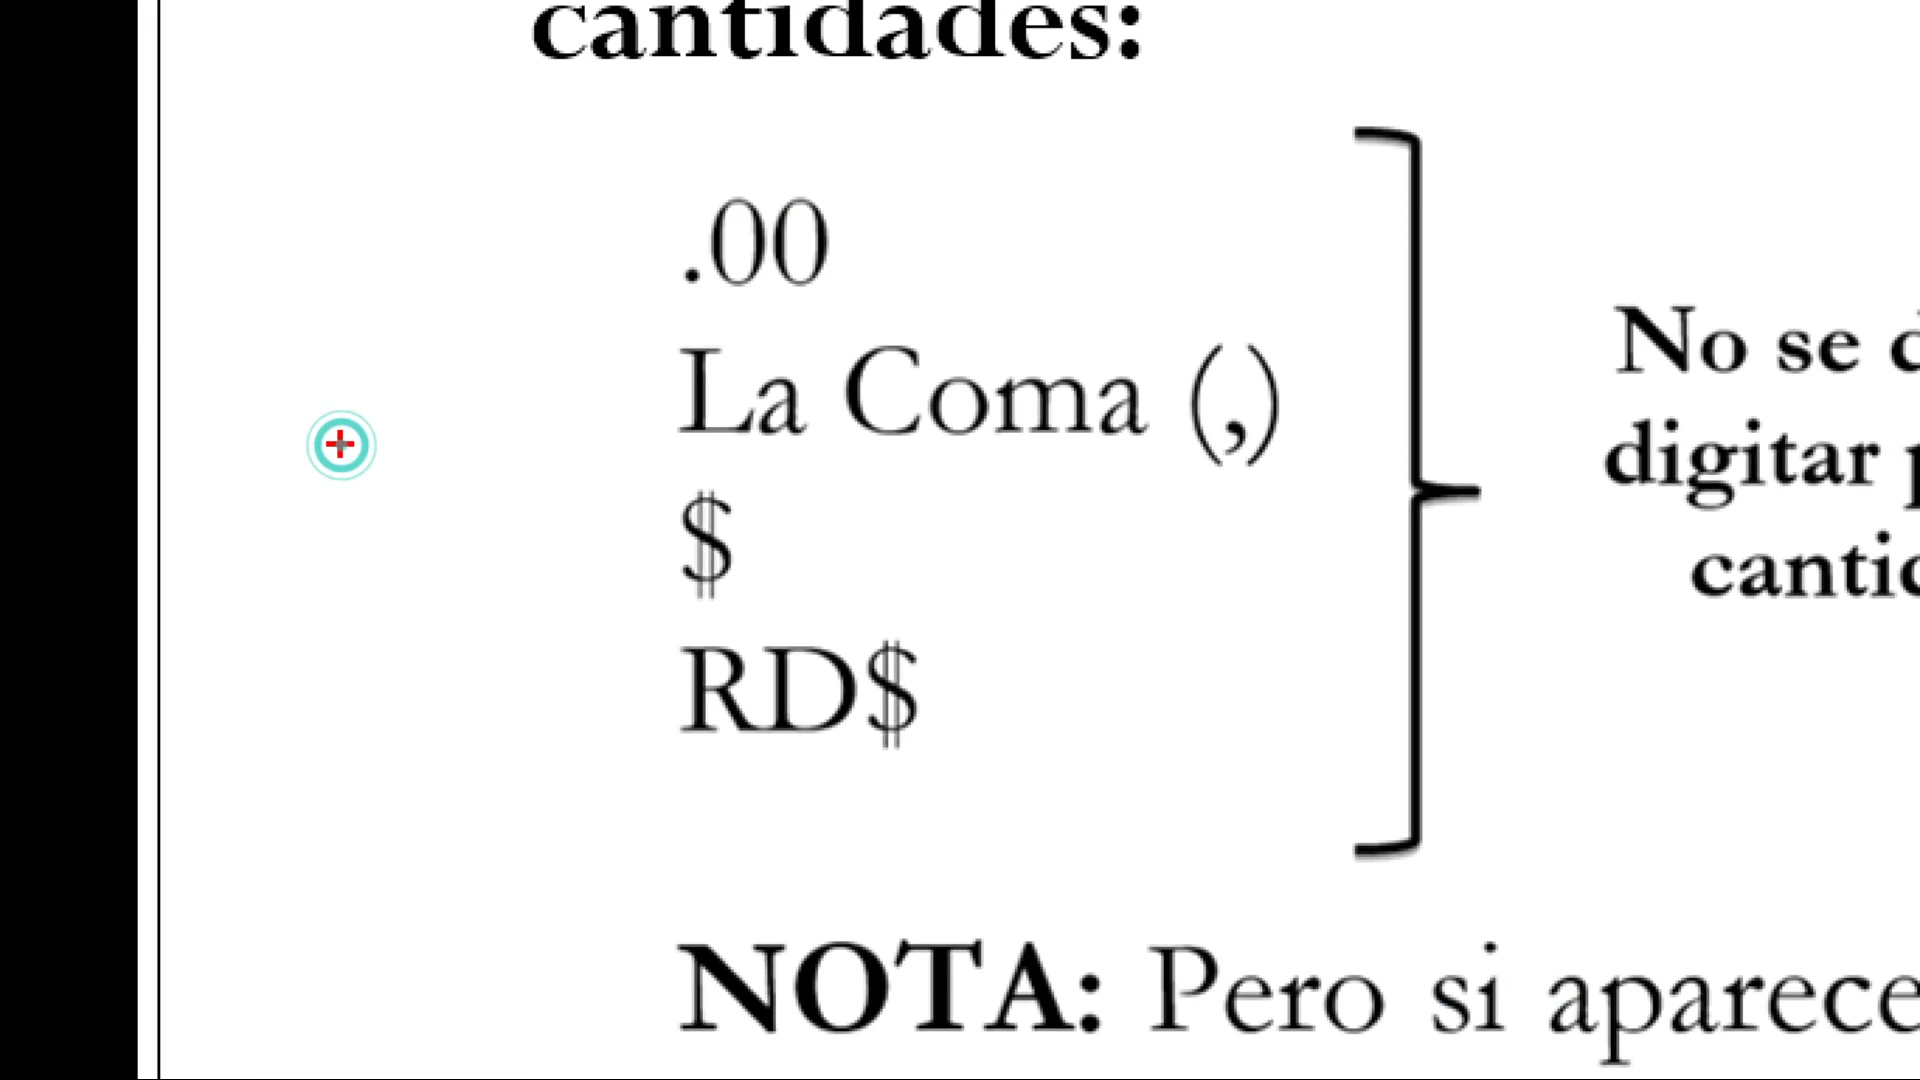 cantidades:
.00
La Coma (,)
$
RD$
No se
digitar
NOTA: Pero si aparece